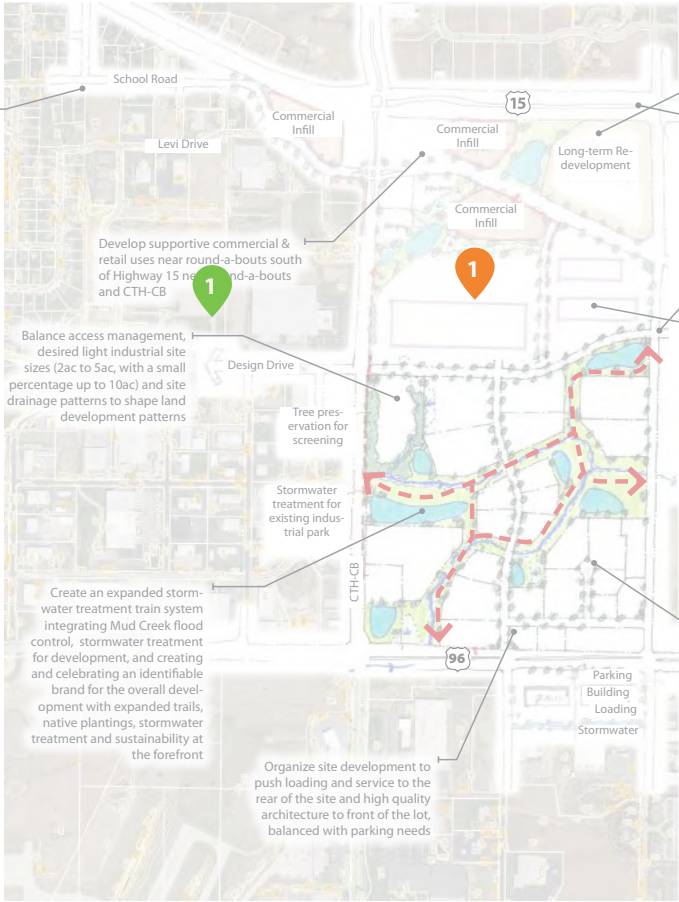 School Road
15
Commercial
Infill
Commercial
Infill
Levi Drive
Long-term Re-
development
Commercial
Infill
Develop supportive commercial &
retail uses near round-a-bouts south
of Highway 15 ne nd-a-bouts
and CTH-CB
1
1
Balance access management,
desired light industrial site
sizes (2ac to 5ac, with a small
percentage up to 10ac) and site
drainage patterns to shape land
development patterns
Design Drive
Tree pres-
ervation for
screening
Stormwater
treatment for
existing indus-
trial park
CTH-CB
Create an expanded storm-
water treatment train system
integrating Mud Creek flood
control, stormwater treatment
for development, and creating
and celebrating an identifiable
brand for the overall devel-
opment with expanded trails,
native plantings, stormwater
treatment and sustainability at
the forefront
96
Parking
Building
Loading
Stormwater
Organize site development to
push loading and service to the
rear of the site and high quality
architecture to front of the lot,
balanced with parking needs